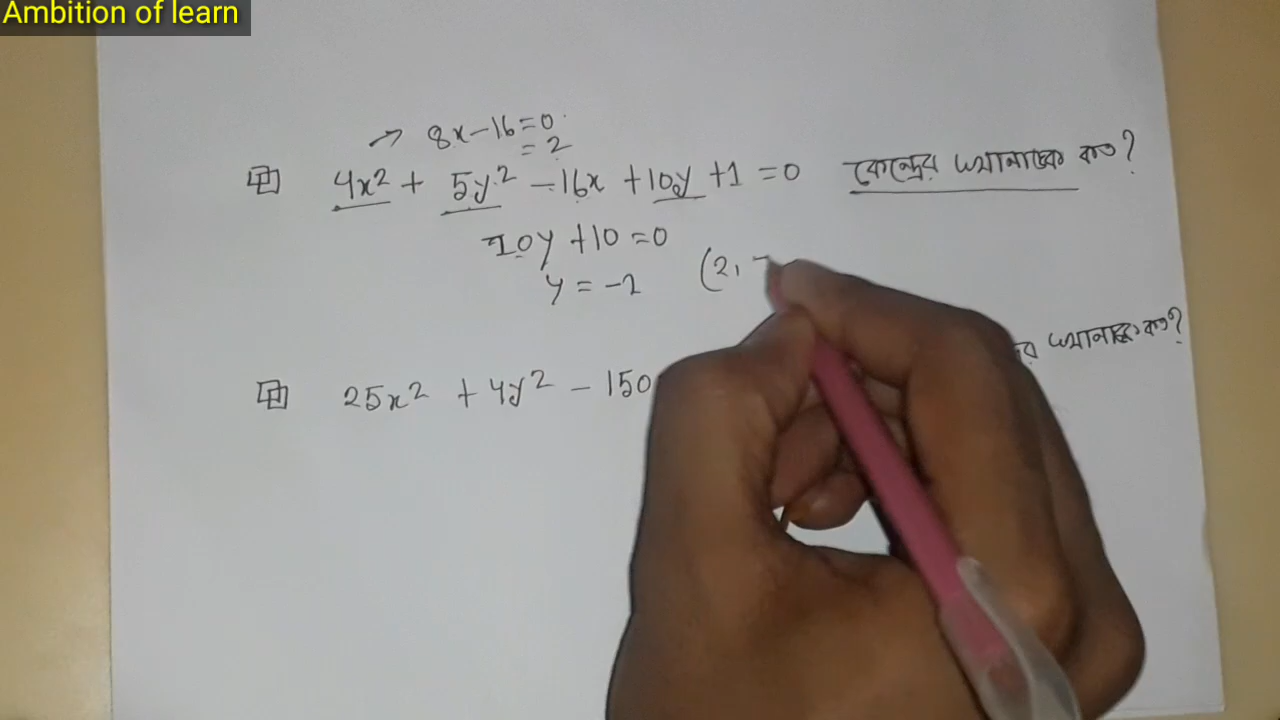 Ambition of learn
8x-16=0
= 2
4x² + 5y² -16x +10y +1 =0 কেন্দ্রের স্থানাঙ্ক কত?
10y +10 =0
y = -1
(2, -
25x² + 4y² - 150 স্থানাঙ্ক কত?